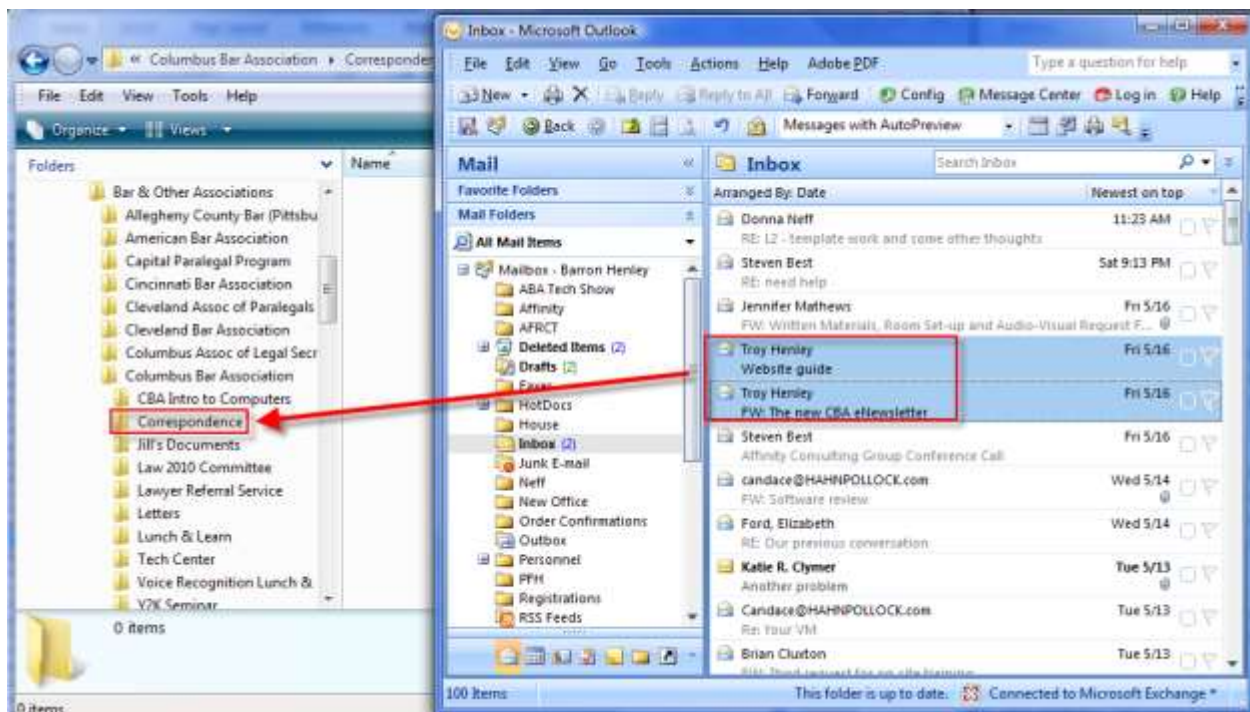 « Columbus Bar Association ▸ Corresponden
File Edit View Tools Help
Organize Views
Folders
Name
Bar & Other Associations
Allegheny County Bar (Pittsbu
American Bar Association
Capital Paralegal Program
Cincinnati Bar Association
Cleveland Assoc of Paralegals
Cleveland Bar Association
Columbus Assoc of Legal Secr
Columbus Bar Association
CBA Intro to Computers
Correspondence
Jill's Documents
Law 2010 Committee
Lawyer Referral Service
Letters
Lunch & Learn
Tech Center
Voice Recognition Lunch &
Y2K Seminar
0 items
0 items
Inbox - Microsoft Outlook
File Edit View Go Tools Actions Help Adobe PDF Type a question for help
New Reply Reply to All Forward Config Message Center Log in Help
Back Messages with AutoPreview
Mail «
Favorite Folders
Mail Folders
All Mail Items
Mailbox - Barron Henley
ABA Tech Show
Affinity
AFRCT
Deleted Items (2)
Drafts (2)
HotDocs
House
Inbox (2)
Junk E-mail
Neff
New Office
Order Confirmations
Outbox
Personnel
PFH
Registrations
RSS Feeds
Inbox Search Inbox
Arranged By: Date Newest on top
Donna Neff 11:23 AM
RE: L2 - template work and some other thoughts
Steven Best Sat 9:13 PM
RE: need help
Jennifer Mathews Fri 5/16
FW: Written Materials, Room Set-up and Audio-Visual Request F...
Troy Henley Fri 5/16
Website guide
Troy Henley Fri 5/16
FW: The new CBA eNewsletter
Steven Best Fri 5/16
Affinity Consulting Group Conference Call
candace@HAHNPOLLOCK.com Wed 5/14
FW: Software review
Ford, Elizabeth Wed 5/14
RE: Our previous conversation
Katie R. Clymer Tue 5/13
Another problem
Candace@HAHNPOLLOCK.com Tue 5/13
Re: Your VM
Brian Cluxton Tue 5/13
100 Items This folder is up to date. Connected to Microsoft Exchange